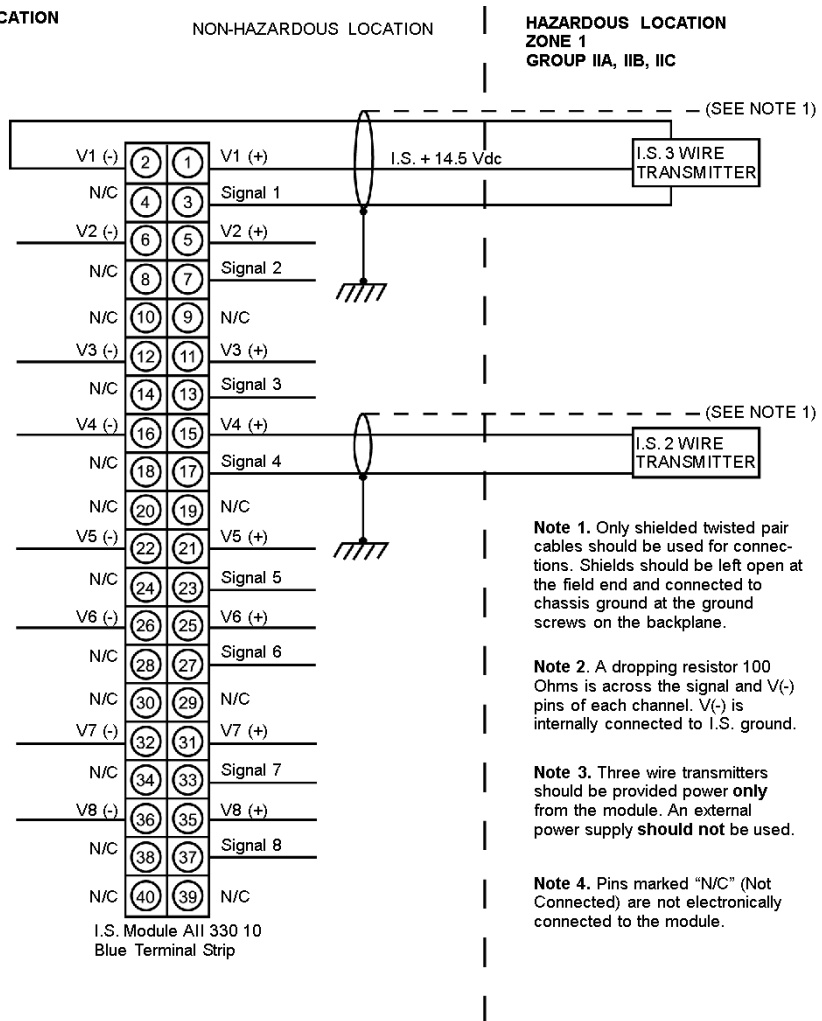 CATION
NON-HAZARDOUS LOCATION
HAZARDOUS LOCATION
ZONE 1
GROUP IIA, IIB, IIC
(SEE NOTE 1)
V1 (-) 2 1 V1 (+) I.S. + 14.5 Vdc
I.S. 3 WIRE
TRANSMITTER
N/C 4 3 Signal 1
V2 (-) 6 5 V2 (+)
N/C 8 7 Signal 2
N/C 10 9 N/C
V3 (-) 12 11 V3 (+)
N/C 14 13 Signal 3
(SEE NOTE 1)
V4 (-) 16 15 V4 (+)
I.S. 2 WIRE
TRANSMITTER
N/C 18 17 Signal 4
N/C 20 19 N/C
V5 (-) 22 21 V5 (+)
N/C 24 23 Signal 5
V6 (-) 26 25 V6 (+)
N/C 28 27 Signal 6
N/C 30 29 N/C
V7 (-) 32 31 V7 (+)
N/C 34 33 Signal 7
V8 (-) 36 35 V8 (+)
N/C 38 37 Signal 8
N/C 40 39 N/C
I.S. Module AII 330 10
Blue Terminal Strip
Note 1. Only shielded twisted pair
cables should be used for connec-
tions. Shields should be left open at
the field end and connected to
chassis ground at the ground
screws on the backplane.
Note 2. A dropping resistor 100
Ohms is across the signal and V(-)
pins of each channel. V(-) is
internally connected to I.S. ground.
Note 3. Three wire transmitters
should be provided power only
from the module. An external
power supply should not be used.
Note 4. Pins marked “N/C” (Not
Connected) are not electronically
connected to the module.